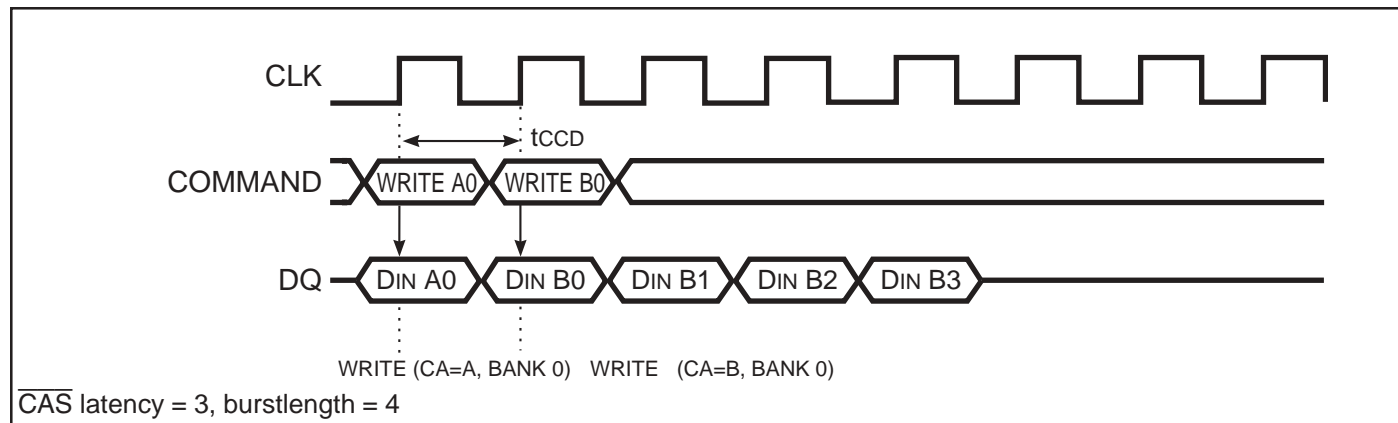 CLK
tCCD
COMMAND WRITE A0 WRITE B0
DQ DIN A0 DIN B0 DIN B1 DIN B2 DIN B3
WRITE (CA=A, BANK 0) WRITE (CA=B, BANK 0)
CAS latency = 3, burstlength = 4